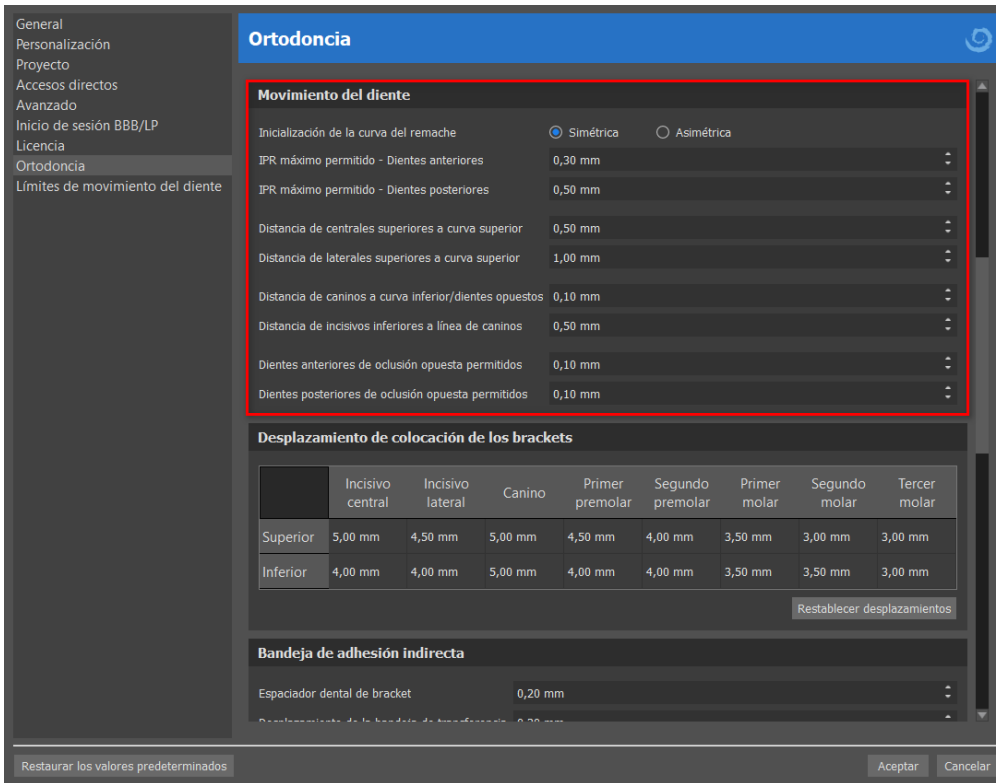 General
Personalización
Proyecto
Accesos directos
Avanzado
Inicio de sesión BBB/LP
Licencia
Ortodoncia
Límites de movimiento del diente
Ortodoncia
Movimiento del diente
Inicialización de la curva del remache Simétrica Asimétrica
IPR máximo permitido - Dientes anteriores 0,30 mm
IPR máximo permitido - Dientes posteriores 0,50 mm
Distancia de centrales superiores a curva superior 0,50 mm
Distancia de laterales superiores a curva superior 1,00 mm
Distancia de caninos a curva inferior/dientes opuestos 0,10 mm
Distancia de incisivos inferiores a línea de caninos 0,50 mm
Dientes anteriores de oclusión opuesta permitidos 0,10 mm
Dientes posteriores de oclusión opuesta permitidos 0,10 mm
Desplazamiento de colocación de los brackets
Incisivo central Incisivo lateral Canino Primer premolar Segundo premolar Primer molar Segundo molar Tercer molar
Superior 5,00 mm 4,50 mm 5,00 mm 4,50 mm 4,00 mm 3,50 mm 3,00 mm 3,00 mm
Inferior 4,00 mm 4,00 mm 5,00 mm 4,00 mm 4,00 mm 3,50 mm 3,50 mm 3,00 mm
Restablecer desplazamientos
Bandeja de adhesión indirecta
Espaciador dental de bracket 0,20 mm
Desplazamiento de la bandeja de transferencia 0,20 mm
Restaurar los valores predeterminados Aceptar Cancelar